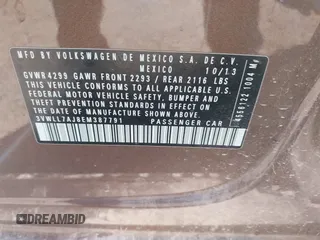 MFD BY VOLKSWAGEN DE MEXICO S.A. DE C.V.
MEXICO 10/13
GVWR 4299 GAWR FRONT 2293 / REAR 2116 LBS
THIS VEHICLE CONFORMS TO ALL APPLICABLE U.S.
FEDERAL MOTOR VEHICLE SAFETY, BUMPER AND
THEFT PREVENTION STANDARDS IN EFFECT ON THE
DATE OF MANUFACTURE SHOWN ABOVE.
3VWLL7AJ8EM387791
PASSENGER CAR
DREAMBID